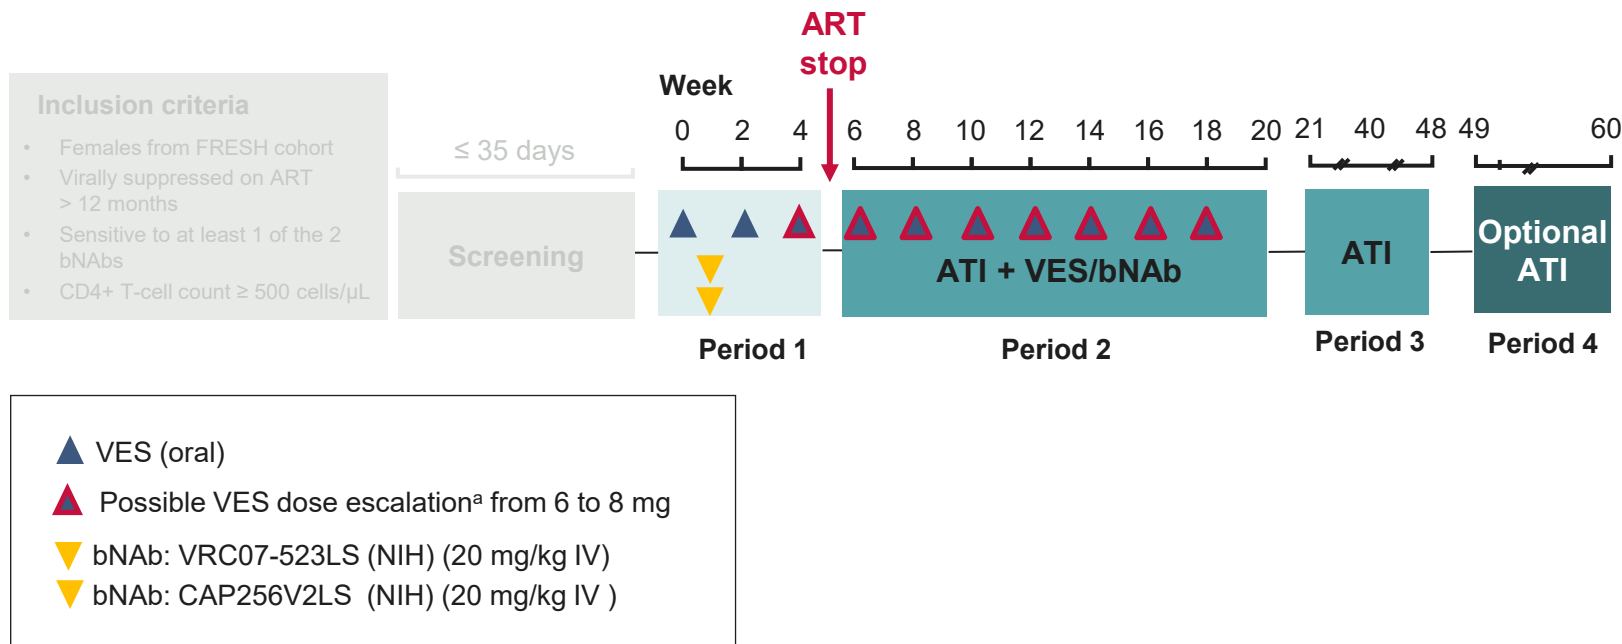 ART
stop
Week
0 2 4 6 8 10 12 14 16 18 20 21 40 48 49 60
Inclusion criteria
• Females from FRESH cohort
• Virally suppressed on ART
> 12 months
• Sensitive to at least 1 of the 2
bNAbs
• CD4+ T-cell count ≥ 500 cells/µL
≤ 35 days
Screening
ATI + VES/bNAb
ATI
Optional
ATI
Period 1
Period 2
Period 3
Period 4
VES (oral)
Possible VES dose escalationᵃ from 6 to 8 mg
bNAb: VRC07-523LS (NIH) (20 mg/kg IV)
bNAb: CAP256V2LS (NIH) (20 mg/kg IV )